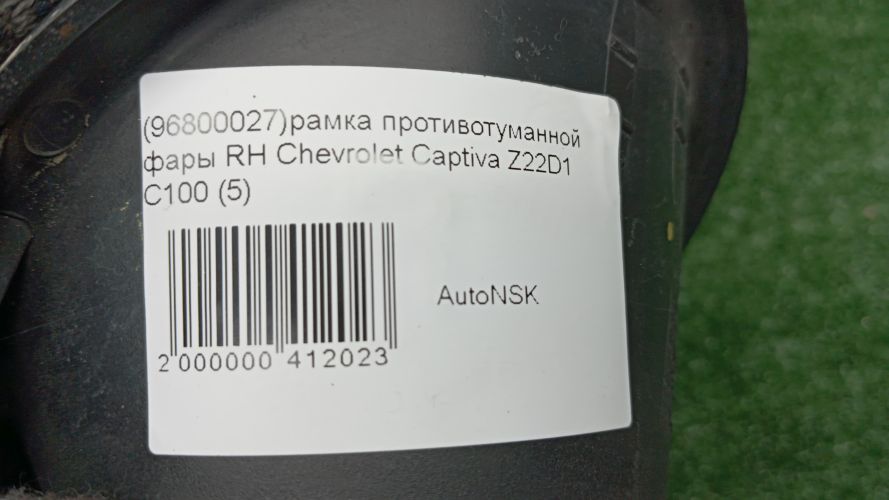 (96800027)рамка противотуманной
фары RH Chevrolet Captiva Z22D1
C100 (5)
AutoNSK
2 000000 412023